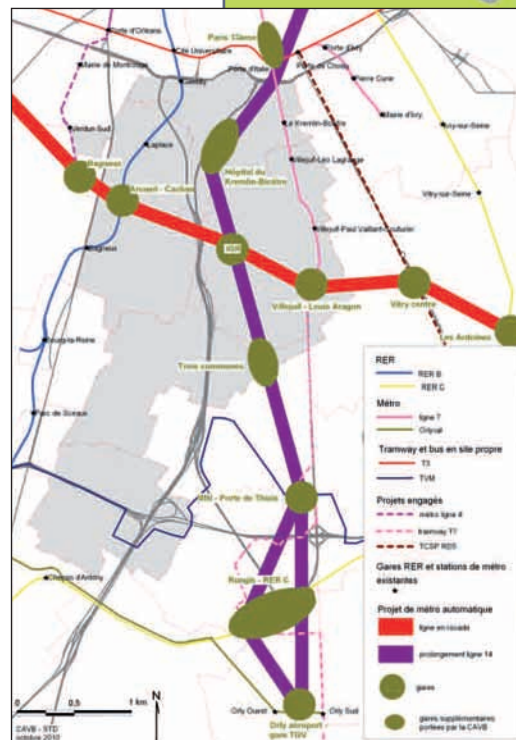 Porte d'Orléans
Cité Universitaire
Paris 13ème
Porte d'Ivry
Mairie de Montrouge
Gentilly
Porte d'Italie
Porte de Choisy
Pierre Curie
Verdun Sud
Laplace
Le Kremlin-Bicêtre
Mairie d'Ivry
Ivry-sur-Seine
Bagneux
Hôpital du
Kremlin-Bicêtre
Villejuif-Léo Lagrange
Arcueil - Cachan
Vitry-sur-Seine
Bagneux
IGR
Villejuif-Paul Vaillant-Couturier
Villejuif - Louis Aragon
Vitry centre
Les Ardoines
Bourg-la-Reine
Trois communes
Parc de Sceaux
MIN - Porte de Thiais
Chemin d'Antony
Rungis - RER C
Orly Ouest
Orly Sud
Orly aéroport
gare TGV
RER
RER B
RER C
Métro
ligne 7
Orlyval
Tramway et bus en site propre
T3
TVM
Projets engagés
métro ligne 4
tramway T7
TCSP RD5
Gares RER et stations de métro
existantes
Projet de métro automatique
ligne en rocade
prolongement ligne 14
gares
gares supplémentaires
portées par la CAVB
0 0.5 1 km
N
CAVB - STD
octobre 2010